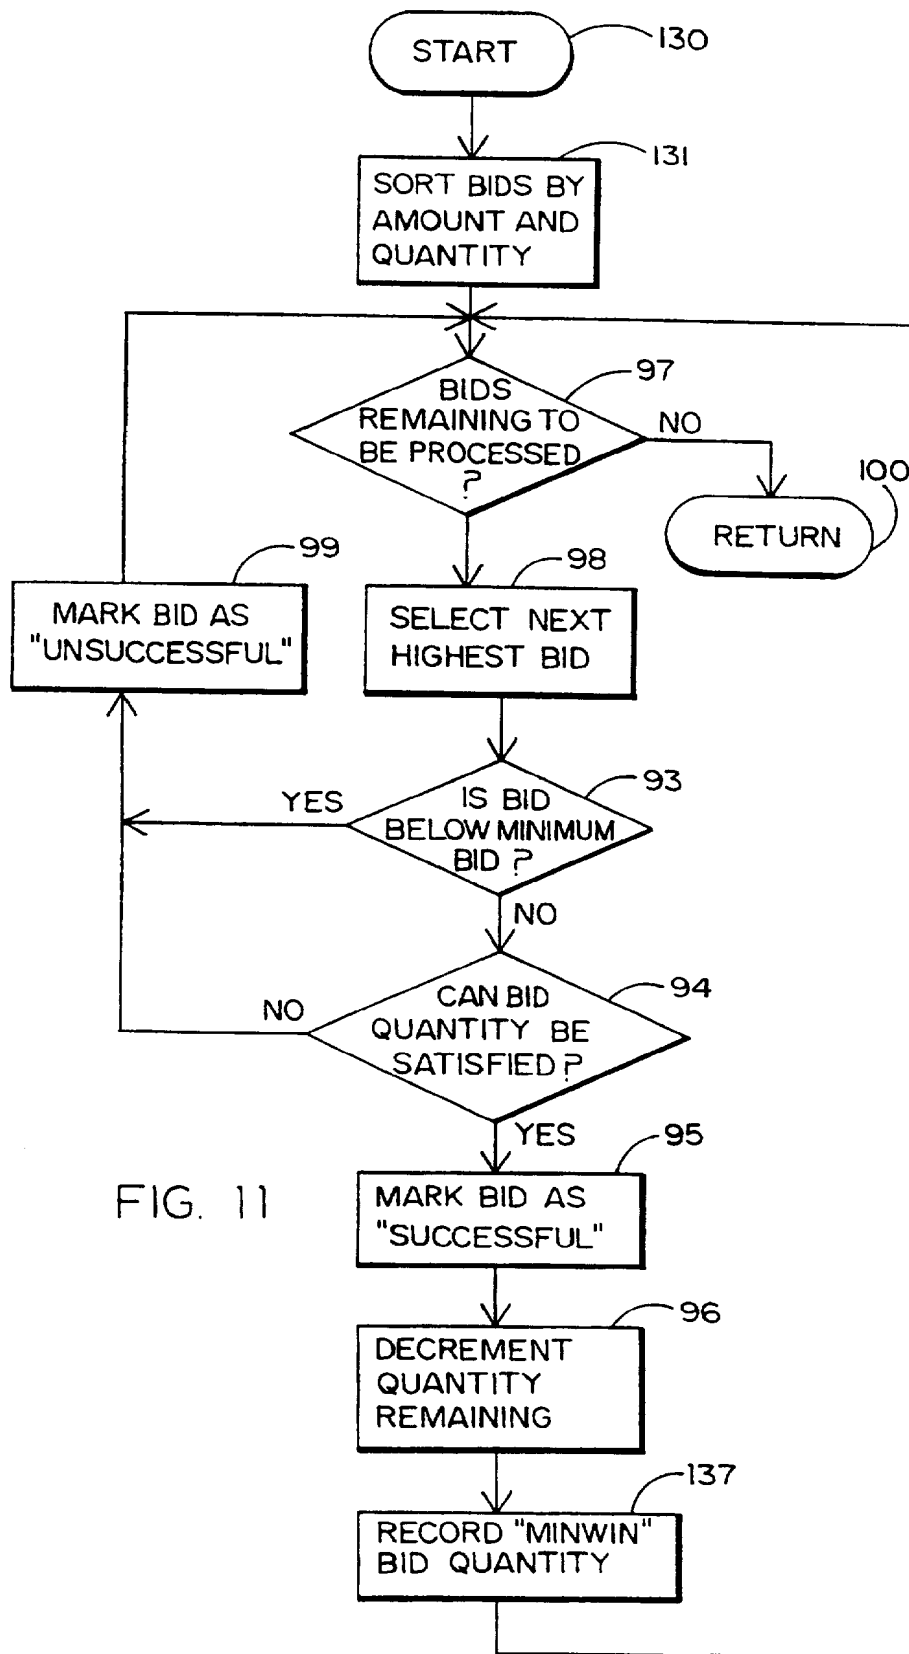 START
130
131
SORT BIDS BY
AMOUNT AND
QUANTITY
97
BIDS
REMAINING TO
BE PROCESSED
?
NO
100
RETURN
99
MARK BID AS
"UNSUCCESSFUL"
98
SELECT NEXT
HIGHEST BID
93
YES
IS BID
BELOW MINIMUM
BID ?
NO
94
NO
CAN BID
QUANTITY BE
SATISFIED ?
YES
95
MARK BID AS
"SUCCESSFUL"
FIG. 11
96
DECREMENT
QUANTITY
REMAINING
137
RECORD "MINWIN"
BID QUANTITY